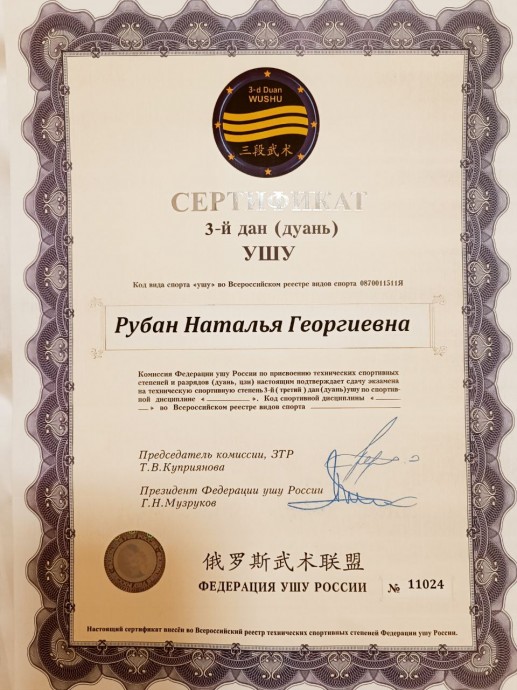 3-d Duan
WUSHU
三段武术
СЕРТИФИКАТ
3-й дан (дуань)
УШУ
Код вида спорта «ушу» во Всероссийском реестре видов спорта 0870011511Я
Рубан Наталья Георгиевна
Комиссия Федерации ушу России по присвоению технических спортивных
степеней и разрядов (дуань, цзи) настоящим подтверждает сдачу экзамена
на техническую спортивную степень 3-й ( третий ) дан (дуань) ушу по спортив-
ной дисциплине « ________ ». Код спортивной дисциплины « __
__ » во Всероссийском реестре видов спорта ________________
Председатель комиссии, ЗТР
Т.В.Куприянова
Президент Федерации ушу России
Г.Н.Музруков
俄罗斯武术联盟
ФЕДЕРАЦИЯ УШУ РОССИИ № 11024
Настоящий сертификат внесён во Всероссийский реестр технических спортивных степеней Федерации ушу России.